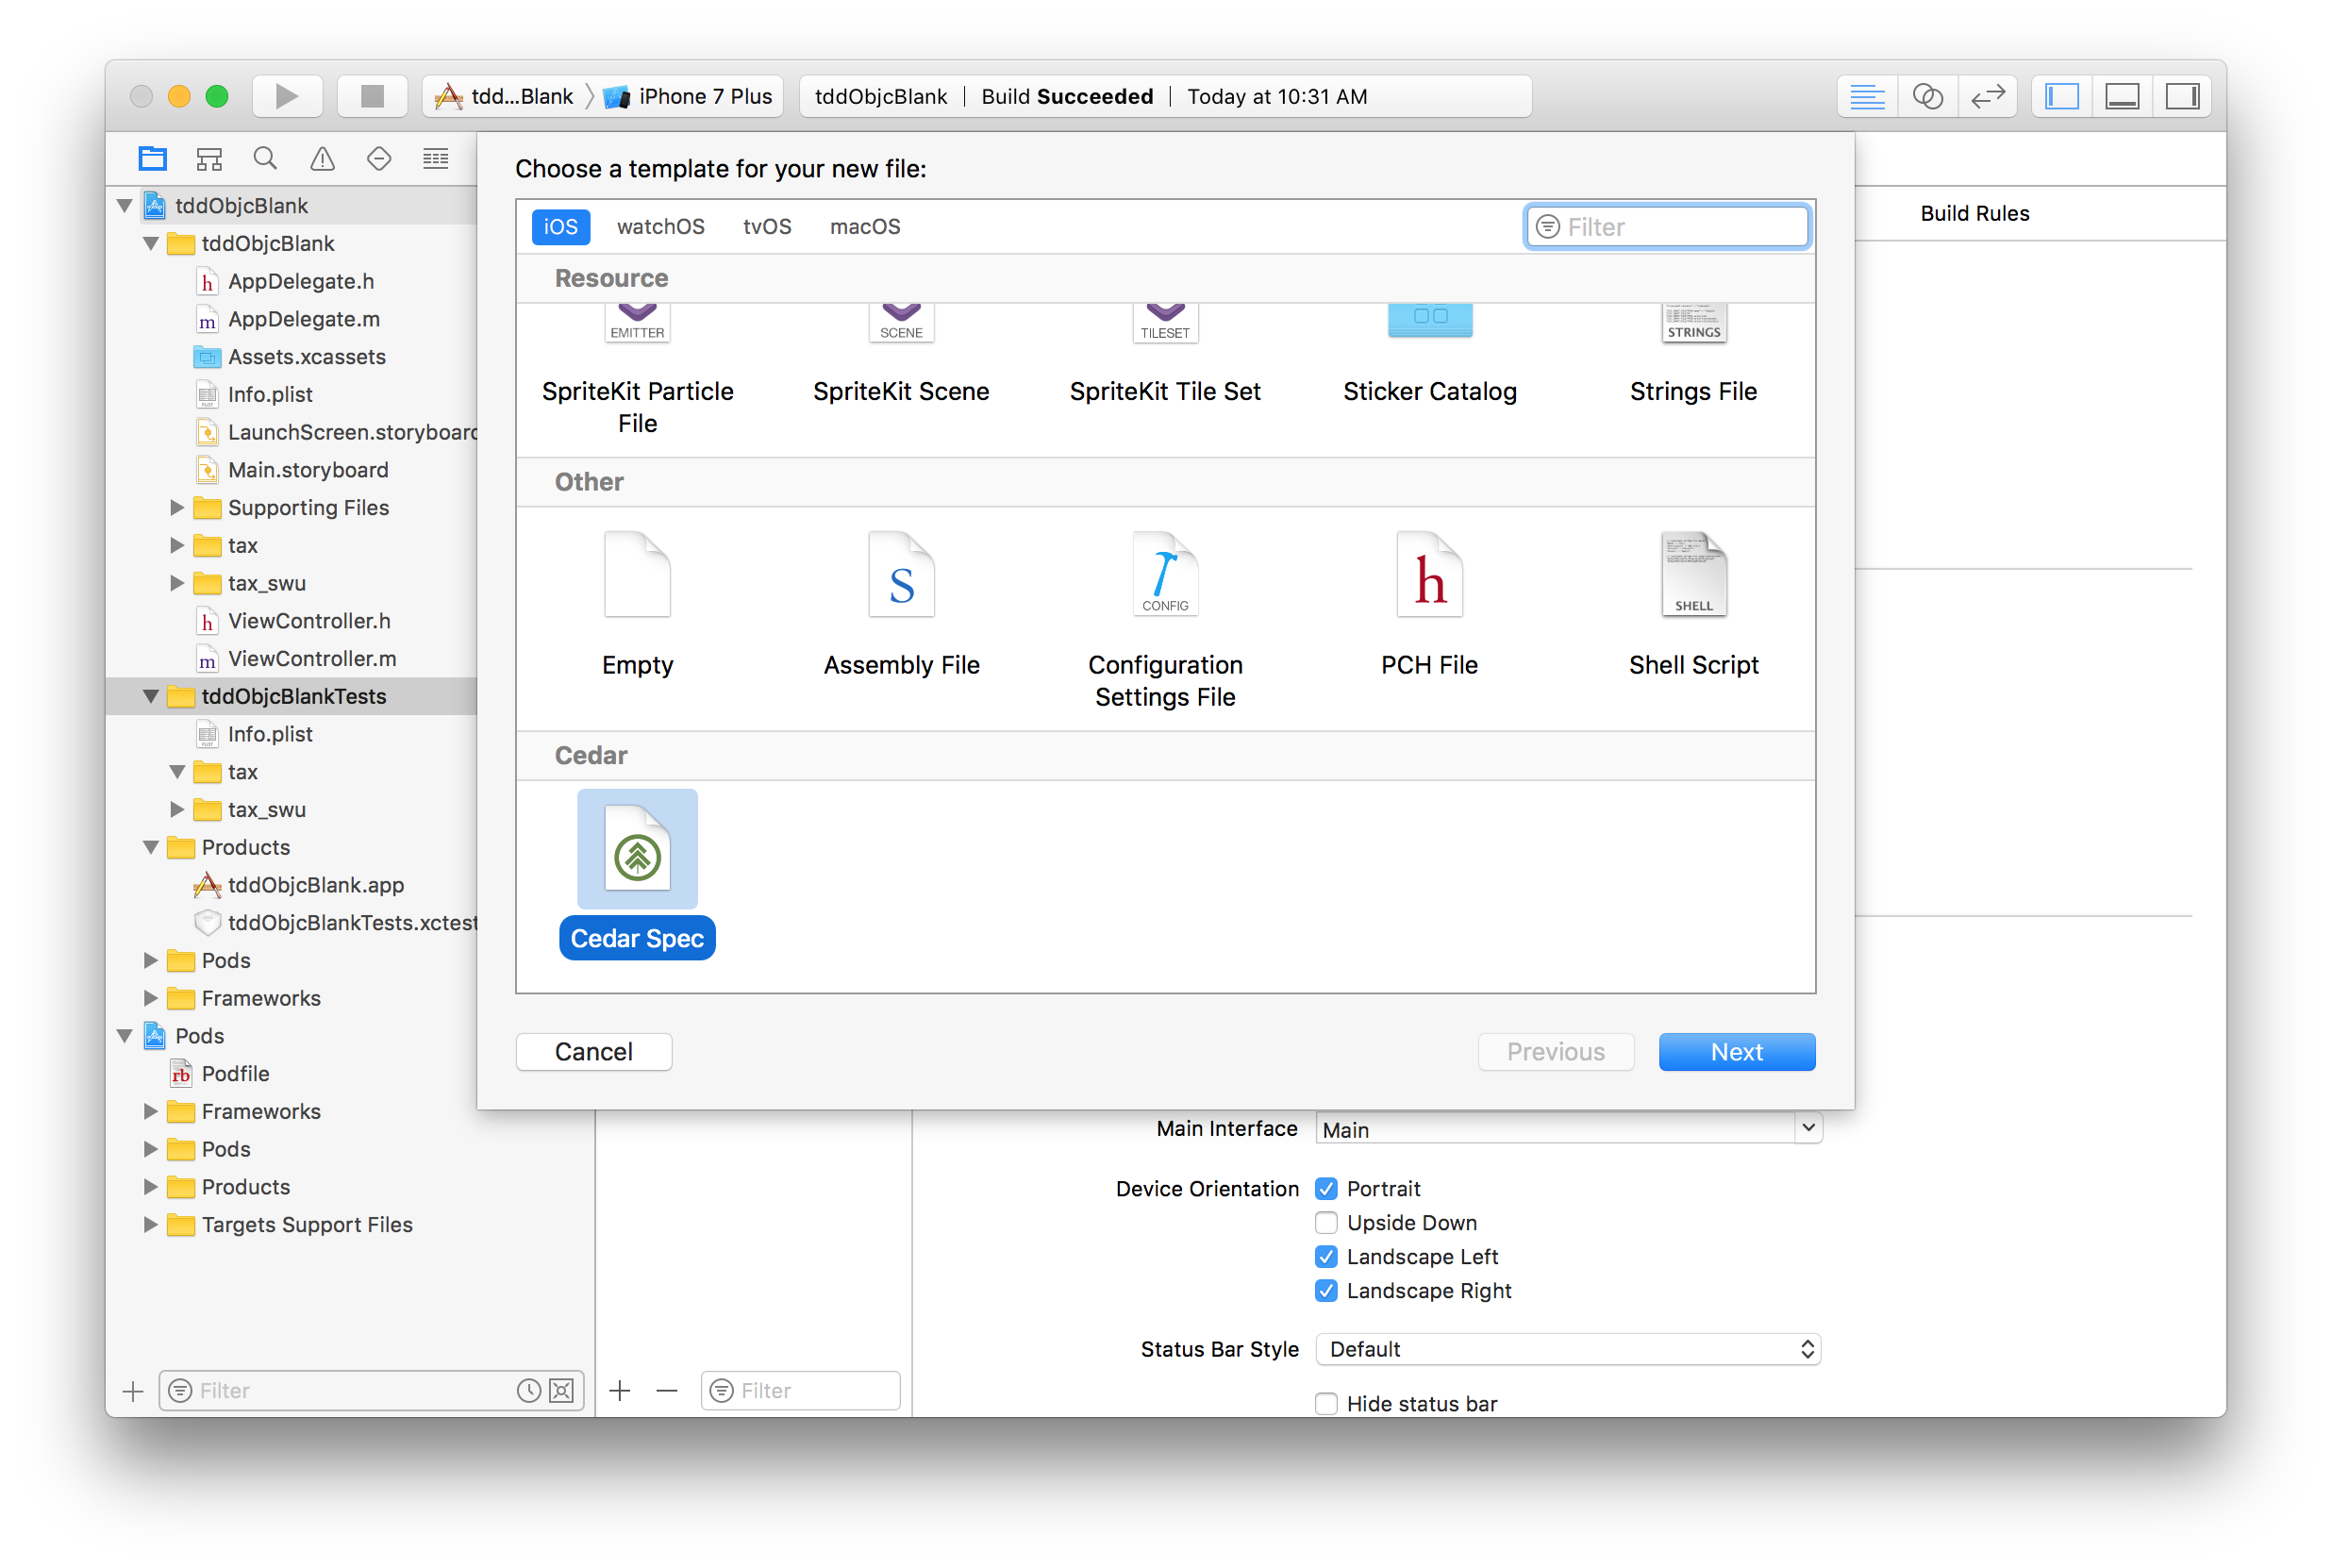 tdd...Blank
iPhone 7 Plus
tddObjcBlank | Build Succeeded | Today at 10:31 AM
Choose a template for your new file:
iOS watchOS tvOS macOS
Filter
Resource
EMITTER SCENE TILESET STRINGS
SpriteKit Particle
File
SpriteKit Scene
SpriteKit Tile Set
Sticker Catalog
Strings File
Other
S CONFIG h SHELL
Empty
Assembly File
Configuration
Settings File
PCH File
Shell Script
Cedar
Cedar Spec
Cancel Previous Next
Build Rules
tddObjcBlank
tddObjcBlank
h AppDelegate.h
m AppDelegate.m
Assets.xcassets
Info.plist
LaunchScreen.storyboard
Main.storyboard
Supporting Files
tax
tax_swu
h ViewController.h
m ViewController.m
tddObjcBlankTests
Info.plist
tax
tax_swu
Products
tddObjcBlank.app
tddObjcBlankTests.xctest
Pods
Frameworks
Pods
rb Podfile
Frameworks
Pods
Products
Targets Support Files
Filter
Filter
Main Interface Main
Device Orientation Portrait
Upside Down
Landscape Left
Landscape Right
Status Bar Style Default
Hide status bar